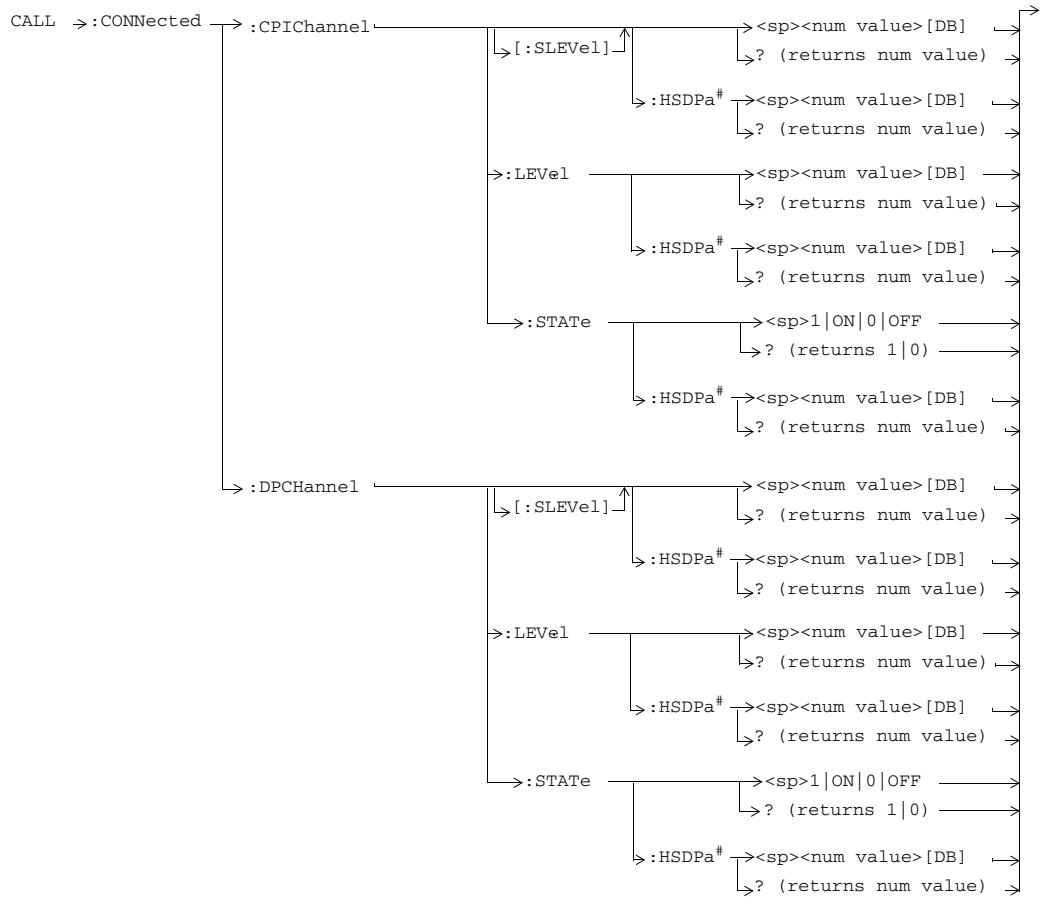 CALL :CONNected :CPIChannel <sp><num value>[DB]
[:SLEVel] ? (returns num value)
:HSDPa# <sp><num value>[DB]
? (returns num value)
:LEVel <sp><num value>[DB]
? (returns num value)
:HSDPa# <sp><num value>[DB]
? (returns num value)
:STATe <sp>1|ON|0|OFF
? (returns 1|0)
:HSDPa# <sp><num value>[DB]
? (returns num value)
:DPCHannel <sp><num value>[DB]
[:SLEVel] ? (returns num value)
:HSDPa# <sp><num value>[DB]
? (returns num value)
:LEVel <sp><num value>[DB]
? (returns num value)
:HSDPa# <sp><num value>[DB]
? (returns num value)
:STATe <sp>1|ON|0|OFF
? (returns 1|0)
:HSDPa# <sp><num value>[DB]
? (returns num value)